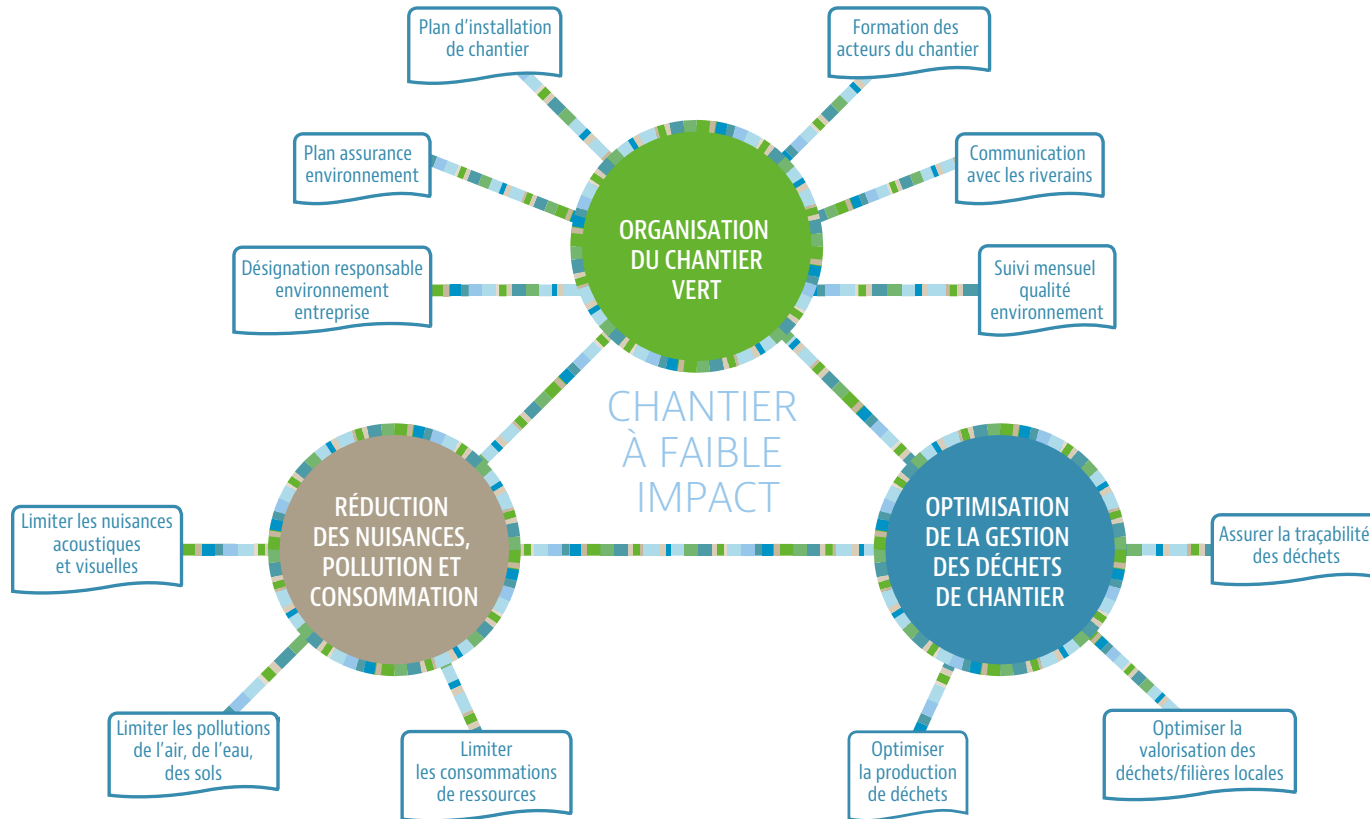 Plan d’installation
de chantier
Formation des
acteurs du chantier
Plan assurance
environnement
Communication
avec les riverains
Désignation responsable
environnement
entreprise
ORGANISATION
DU CHANTIER
VERT
Suivi mensuel
qualité
environnement
CHANTIER
À FAIBLE
IMPACT
Limiter les nuisances
acoustiques
et visuelles
RÉDUCTION
DES NUISANCES,
POLLUTION ET
CONSOMMATION
OPTIMISATION
DE LA GESTION
DES DÉCHETS
DE CHANTIER
Assurer la traçabilité
des déchets
Limiter les pollutions
de l’air, de l’eau,
des sols
Limiter
les consommations
de ressources
Optimiser
la production
de déchets
Optimiser la
valorisation des
déchets/filières locales